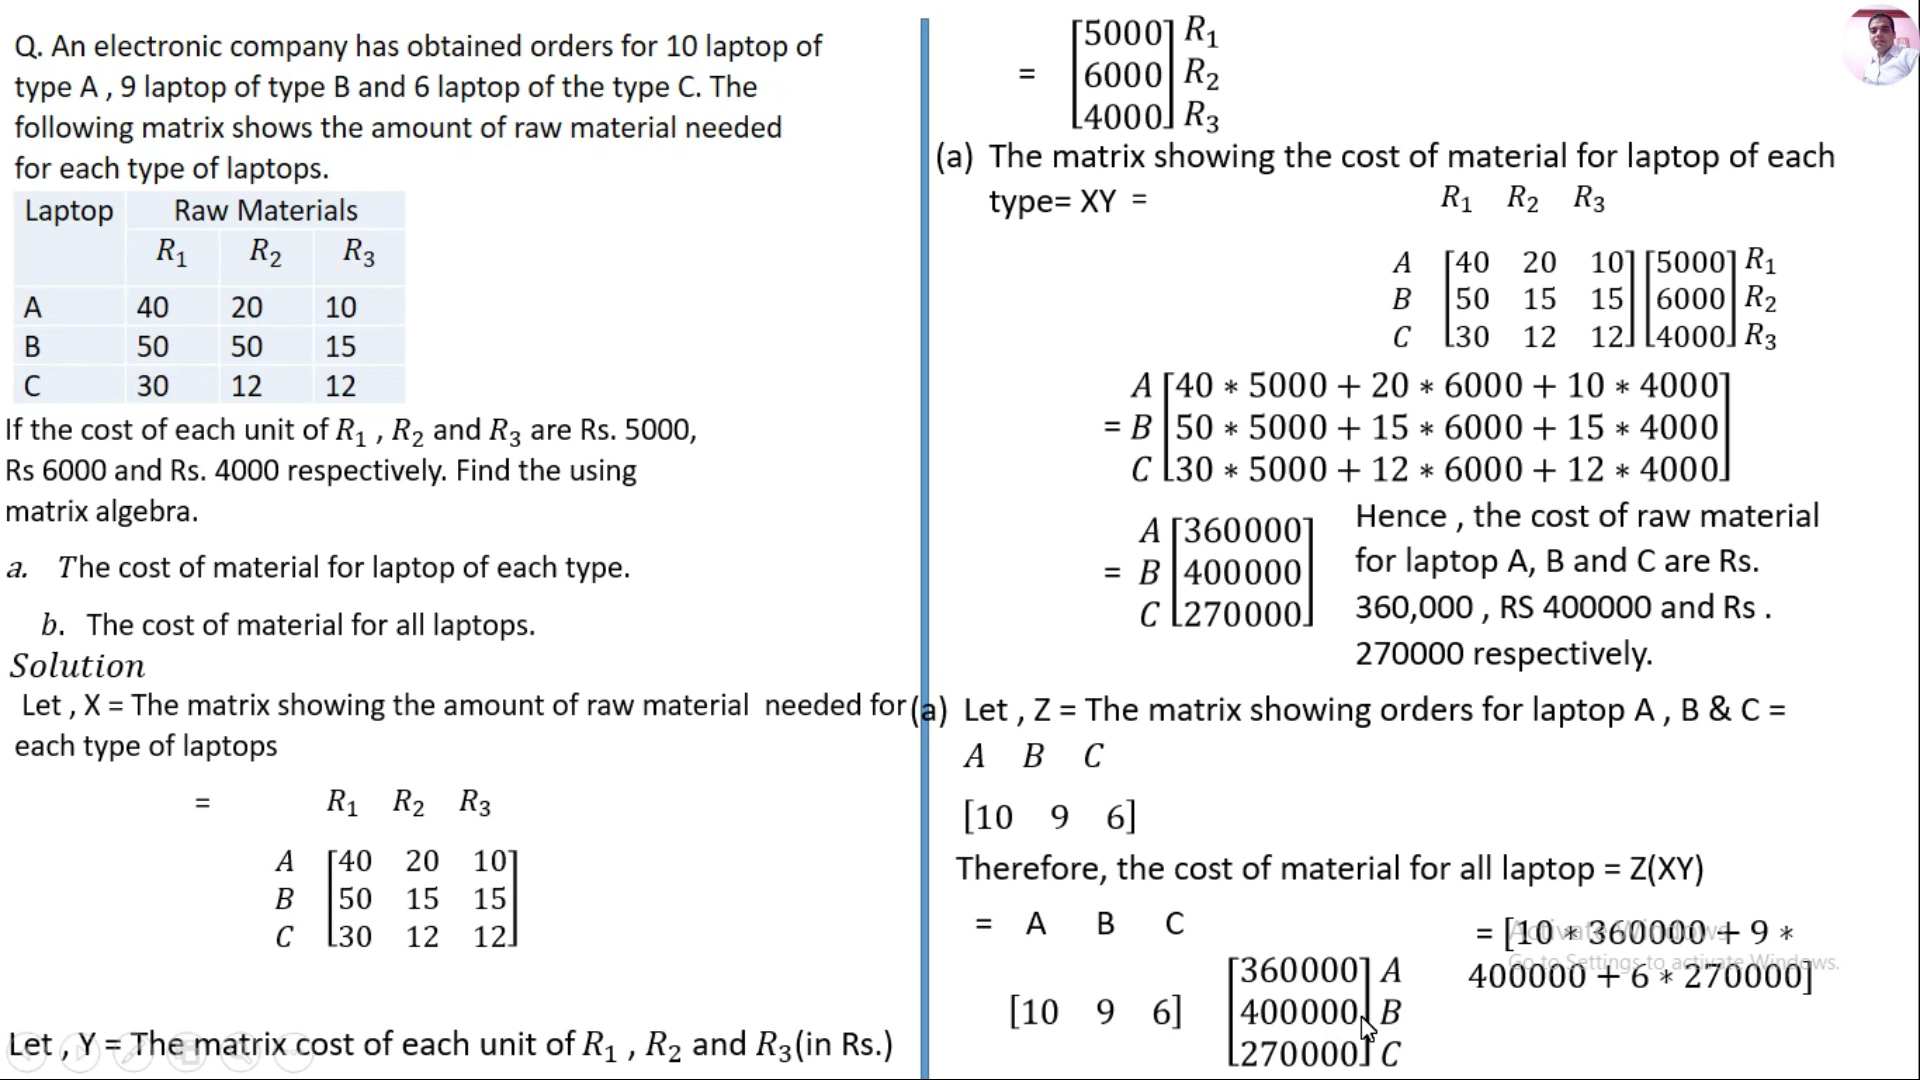 Q. An electronic company has obtained orders for 10 laptop of
type A , 9 laptop of type B and 6 laptop of the type C. The
following matrix shows the amount of raw material needed
for each type of laptops.
Laptop Raw Materials
R₁ R₂ R₃
A 40 20 10
B 50 50 15
C 30 12 12
If the cost of each unit of R₁ , R₂ and R₃ are Rs. 5000,
Rs 6000 and Rs. 4000 respectively. Find the using
matrix algebra.
a. The cost of material for laptop of each type.
b. The cost of material for all laptops.
Solution
Let , X = The matrix showing the amount of raw material needed for
each type of laptops
= R₁ R₂ R₃
A [40 20 10]
B [50 15 15]
C [30 12 12]
Let , Y = The matrix cost of each unit of R₁ , R₂ and R₃(in Rs.)
[5000] R₁
= [6000] R₂
[4000] R₃
(a) The matrix showing the cost of material for laptop of each
type= XY = R₁ R₂ R₃
A [40 20 10] [5000] R₁
B [50 15 15] [6000] R₂
C [30 12 12] [4000] R₃
A [40 ∗ 5000 + 20 ∗ 6000 + 10 ∗ 4000]
= B [50 ∗ 5000 + 15 ∗ 6000 + 15 ∗ 4000]
C [30 ∗ 5000 + 12 ∗ 6000 + 12 ∗ 4000]
A [360000]
= B [400000]
C [270000]
Hence , the cost of raw material
for laptop A, B and C are Rs.
360,000 , RS 400000 and Rs .
270000 respectively.
(a) Let , Z = The matrix showing orders for laptop A , B & C =
A B C
[10 9 6]
Therefore, the cost of material for all laptop = Z(XY)
= A B C
[360000] A
[10 9 6] [400000] B
[270000] C
= [10 ∗ 360000 + 9 ∗
400000 + 6 ∗ 270000]
Activate Windows
Go to Settings to activate Windows.